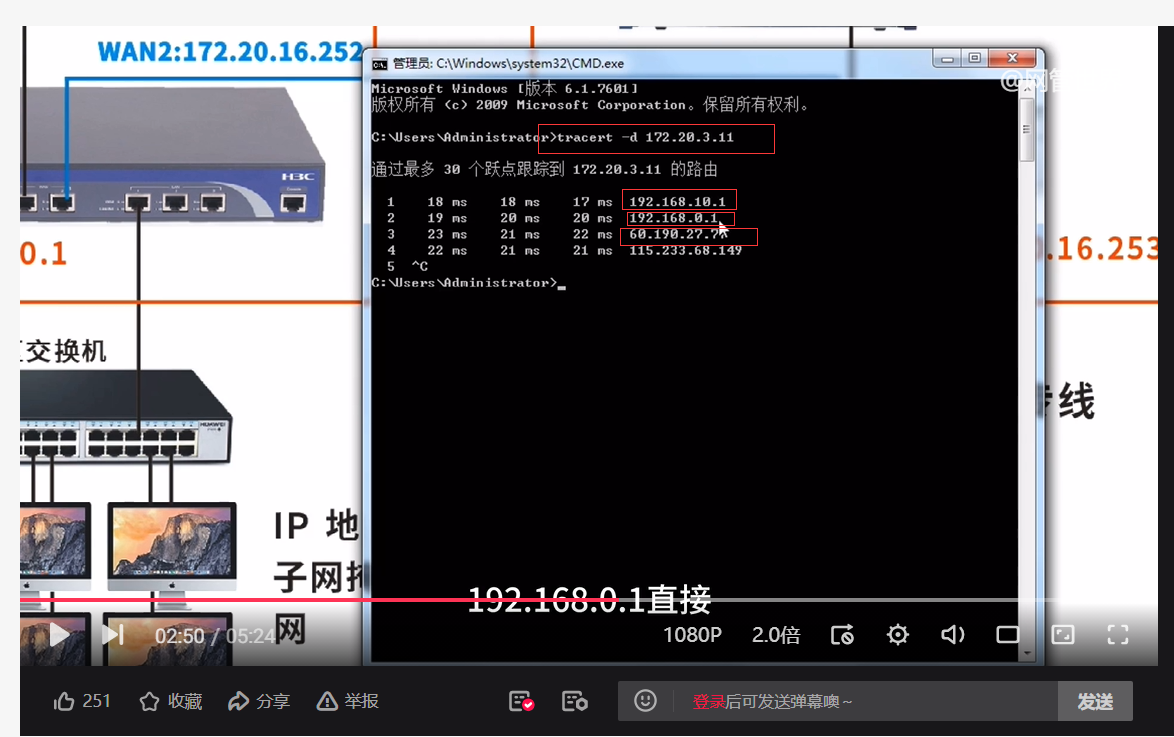 WAN2:172.20.16.252
管理员: C:\Windows\system32\CMD.exe
@网管
Microsoft Windows [版本 6.1.7601]
版权所有 (c) 2009 Microsoft Corporation。保留所有权利。
C:\Users\Administrator>tracert -d 172.20.3.11
通过最多 30 个跃点跟踪到 172.20.3.11 的路由
1 18 ms 18 ms 17 ms 192.168.10.1
2 19 ms 20 ms 20 ms 192.168.0.1
3 23 ms 21 ms 22 ms 60.190.27.7
4 22 ms 21 ms 21 ms 115.233.68.149
5 ^C
C:\Users\Administrator>
H3C
0.1
.16.253
交换机
HUAWEI
线
IP 地
子网
网
192.168.0.1直接
02:50 / 05:24
1080P 2.0倍
251 收藏 分享 举报
登录后可发送弹幕噢~
发送